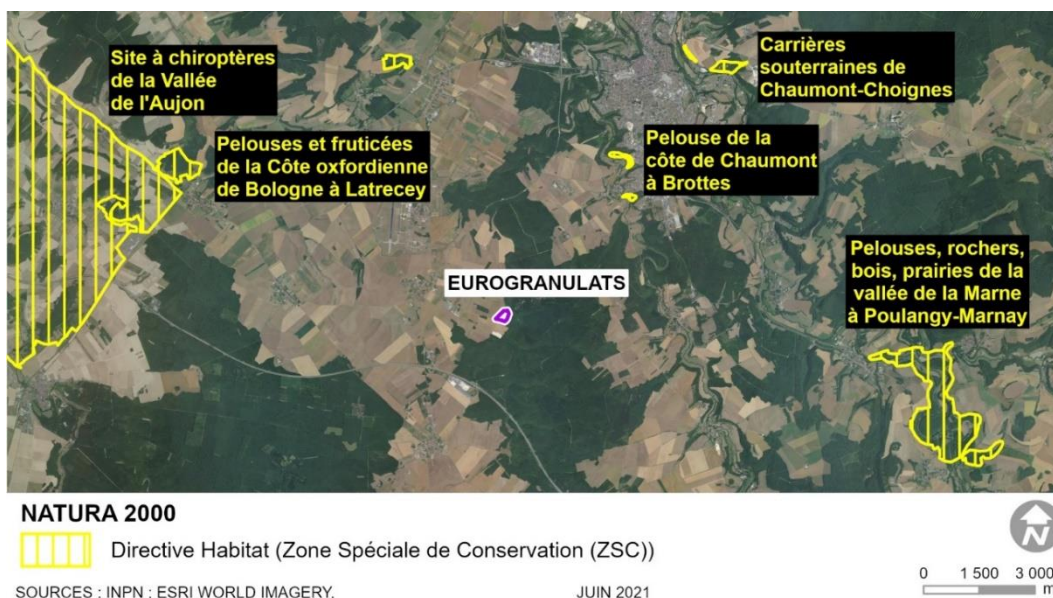 Site à chiroptères
de la Vallée
de l'Aujon
Pelouses et fruticées
de la Côte oxfordienne
de Bologne à Latrecey
Carrières
souterraines de
Chaumont-Choignes
Pelouse de la
côte de Chaumont
à Brottes
EUROGRANULATS
Pelouses, rochers,
bois, prairies de la
vallée de la Marne
à Poulangy-Marnay
NATURA 2000
Directive Habitat (Zone Spéciale de Conservation (ZSC))
N
0 1 500 3 000
m
SOURCES : INPN ; ESRI WORLD IMAGERY. JUIN 2021